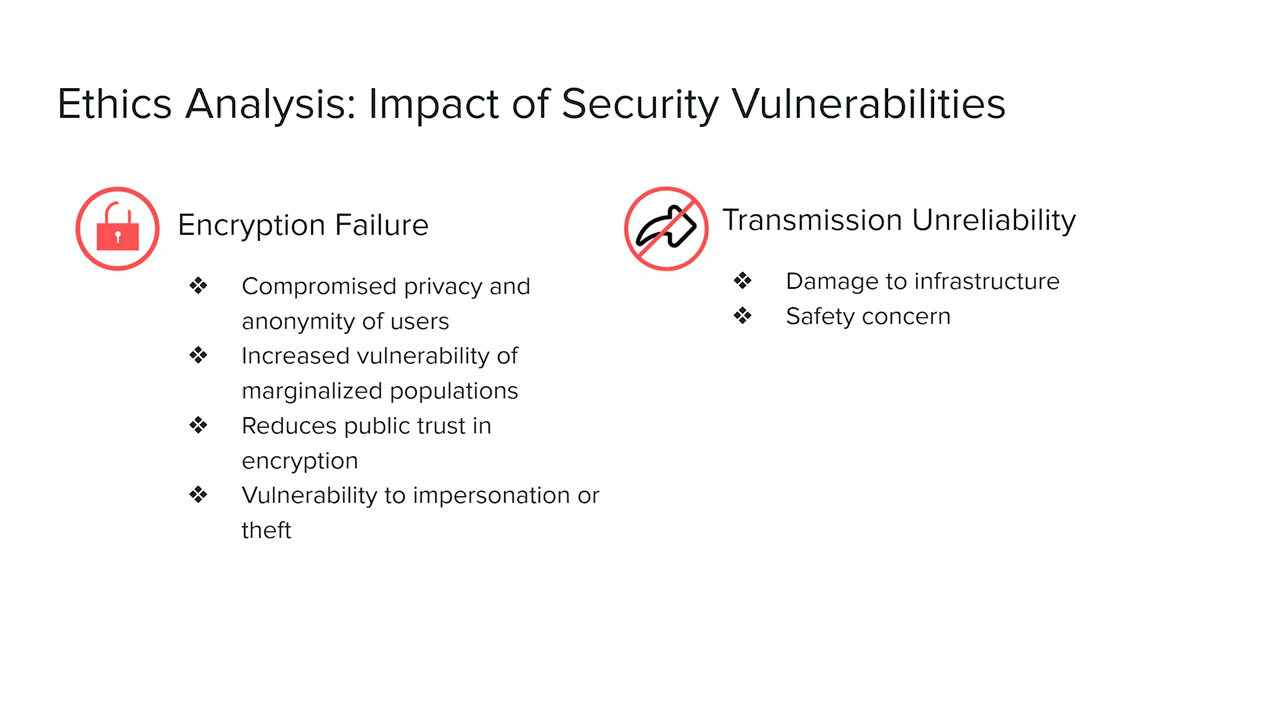 Ethics Analysis: Impact of Security Vulnerabilities
Encryption Failure
❖ Compromised privacy and
anonymity of users
❖ Increased vulnerability of
marginalized populations
❖ Reduces public trust in
encryption
❖ Vulnerability to impersonation or
theft
Transmission Unreliability
❖ Damage to infrastructure
❖ Safety concern